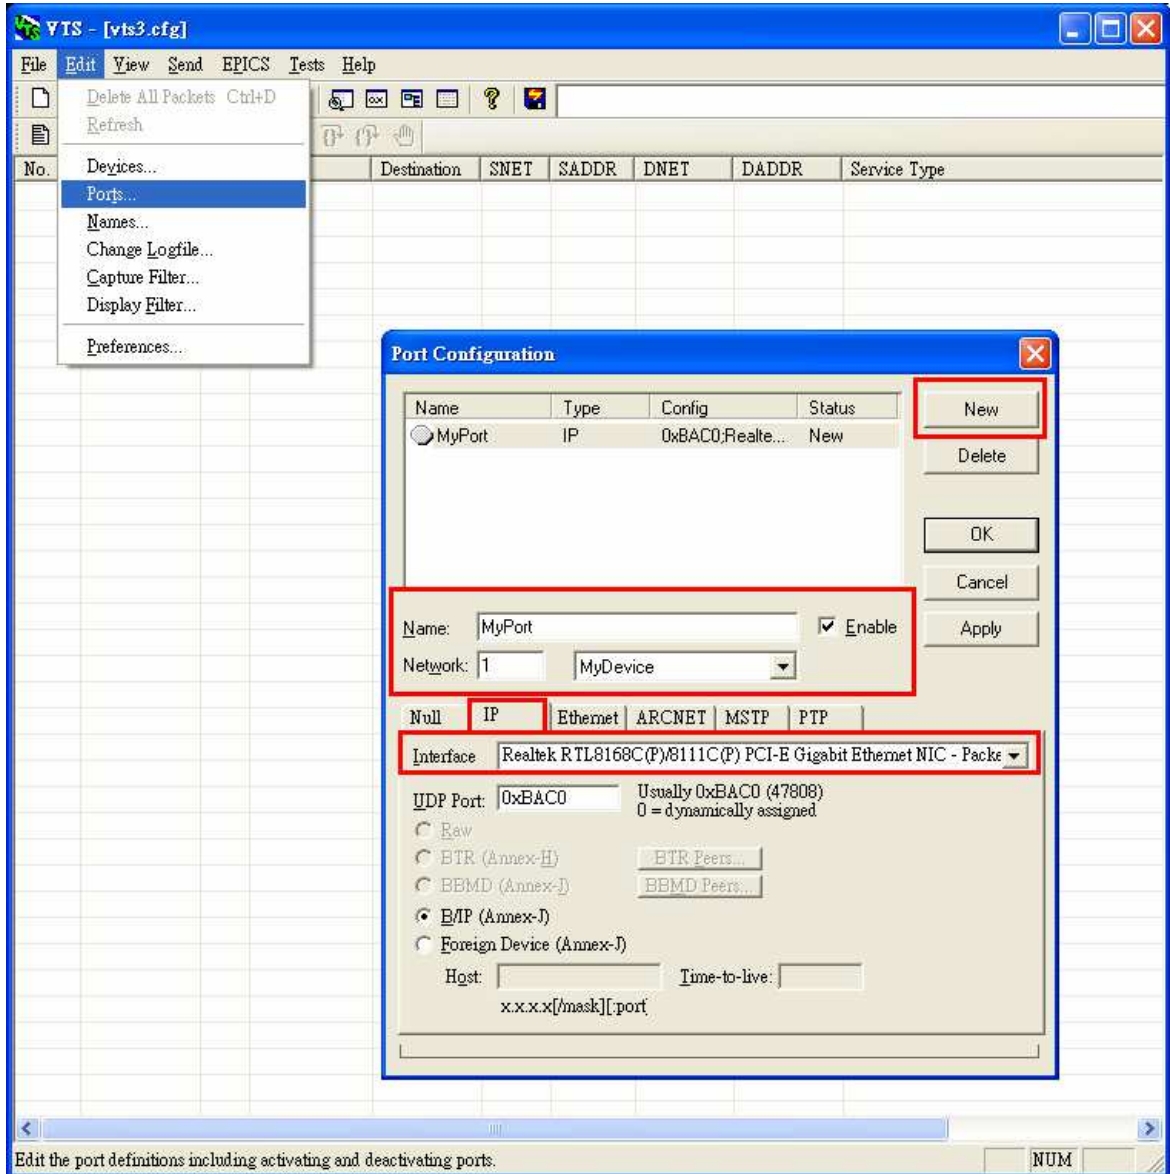 VTS - [vts3.cfg]
File Edit View Send EPICS Tests Help
Delete All Packets Ctrl+D
Refresh
Devices...
Ports...
Names...
Change Logfile...
Capture Filter...
Display Filter...
Preferences...
No. Destination SNET SADDR DNET DADDR Service Type
Port Configuration
Name Type Config Status
MyPort IP 0xBAC0;Realte... New
New
Delete
OK
Cancel
Apply
Name: MyPort Enable
Network: 1 MyDevice
Null IP Ethernet ARCNET MSTP PTP
Interface Realtek RTL8168C(P)/8111C(P) PCI-E Gigabit Ethernet NIC - Packe
UDP Port: 0xBAC0 Usually 0xBAC0 (47808)
0 = dynamically assigned
Raw
BTR (Annex-H) BTR Peers...
BBMD (Annex-J) BBMD Peers...
B/IP (Annex-J)
Foreign Device (Annex-J)
Host: Time-to-live:
x.x.x.x[/mask][:port]
Edit the port definitions including activating and deactivating ports. NUM